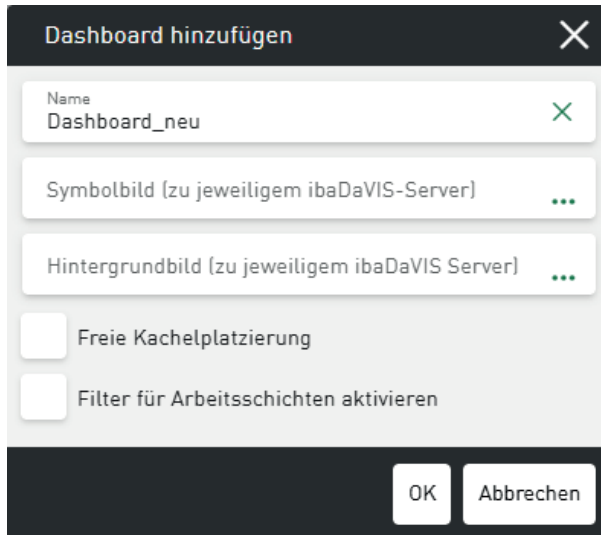 Dashboard hinzufügen
Name
Dashboard_neu
Symbolbild (zu jeweiligem ibaDaVIS-Server)
Hintergrundbild (zu jeweiligem ibaDaVIS Server)
Freie Kachelplatzierung
Filter für Arbeitsschichten aktivieren
OK
Abbrechen